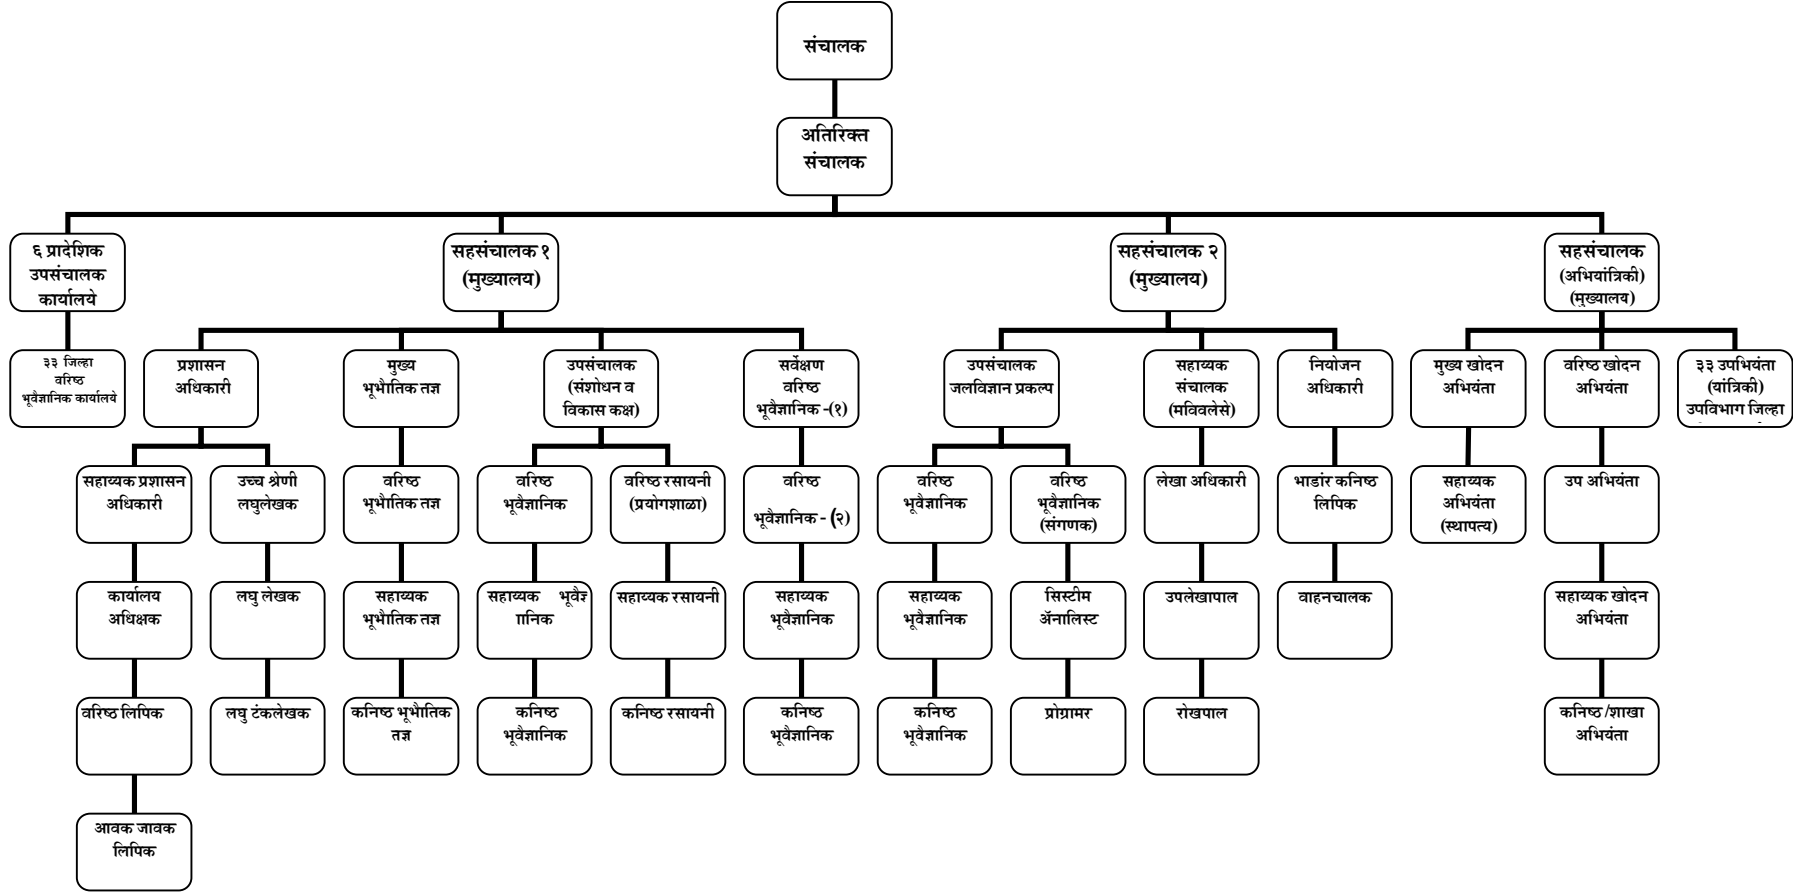 संचालक
अतिरिक्त
संचालक
६ प्रादेशिक
उपसंचालक
कार्यालये
सहसंचालक १
(मुख्यालय)
सहसंचालक २
(मुख्यालय)
सहसंचालक
(अभियांत्रिकी)
(मुख्यालय)
३३ जिल्हा
वरिष्ठ
भूवैज्ञानिक कार्यालये
प्रशासन
अधिकारी
मुख्य
भूभौतिक तज्ञ
उपसंचालक
(संशोधन व
विकास कक्ष)
सर्वेक्षण
वरिष्ठ
भूवैज्ञानिक -(१)
उपसंचालक
जलविज्ञान प्रकल्प
सहाय्यक
संचालक
(मविवलेसे)
नियोजन
अधिकारी
मुख्य खोदन
अभियंता
वरिष्ठ खोदन
अभियंता
३३ उपभियंता
(यांत्रिकी)
उपविभाग जिल्हा
सहाय्यक प्रशासन
अधिकारी
उच्च श्रेणी
लघुलेखक
वरिष्ठ
भूभौतिक तज्ञ
वरिष्ठ
भूवैज्ञानिक
वरिष्ठ रसायनी
(प्रयोगशाळा)
वरिष्ठ
भूवैज्ञानिक - (२)
वरिष्ठ
भूवैज्ञानिक
वरिष्ठ
भूवैज्ञानिक
(संगणक)
लेखा अधिकारी
भाडांर कनिष्ठ
लिपिक
सहाय्यक
अभियंता
(स्थापत्य)
उप अभियंता
कार्यालय
अधिक्षक
लघु लेखक
सहाय्यक
भूभौतिक तज्ञ
सहाय्यक भूवैज्ञ
ानिक
सहाय्यक रसायनी
सहाय्यक
भूवैज्ञानिक
सहाय्यक
भूवैज्ञानिक
सिस्टीम
ॲनालिस्ट
उपलेखापाल
वाहनचालक
सहाय्यक खोदन
अभियंता
वरिष्ठ लिपिक
लघु टंकलेखक
कनिष्ठ भूभौतिक
तज्ञ
कनिष्ठ
भूवैज्ञानिक
कनिष्ठ रसायनी
कनिष्ठ
भूवैज्ञानिक
कनिष्ठ
भूवैज्ञानिक
प्रोग्रामर
रोखपाल
कनिष्ठ /शाखा
अभियंता
आवक जावक
लिपिक